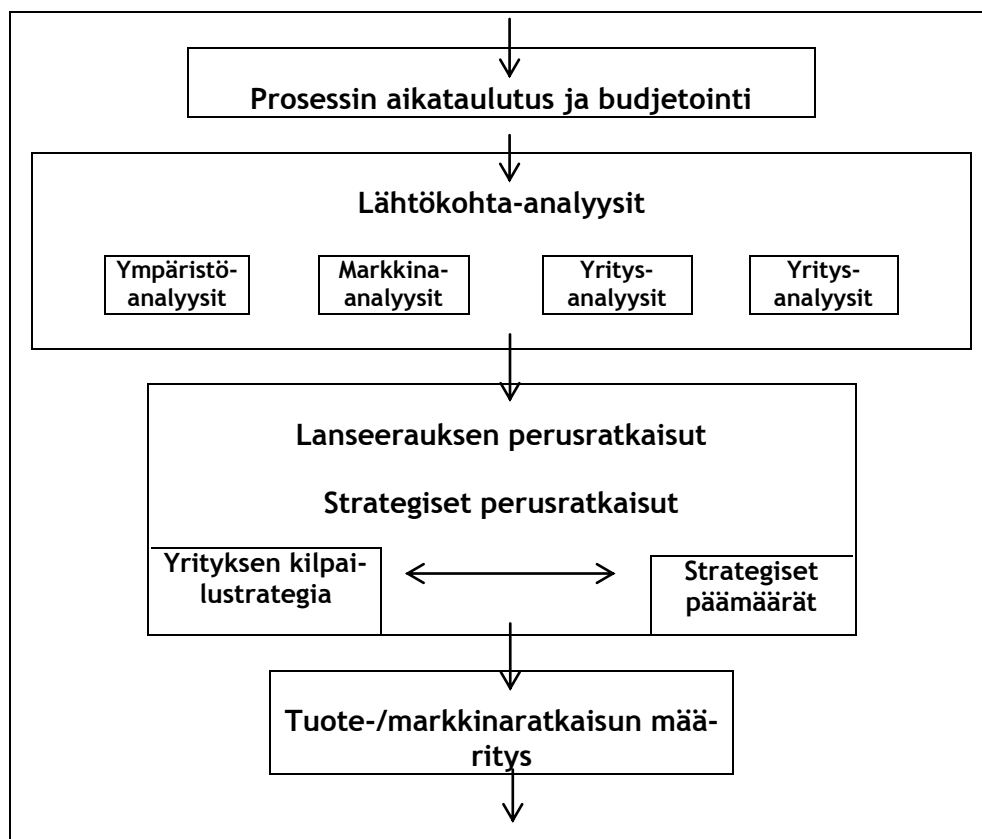 Prosessin aikataulutus ja budjetointi
Lähtökohta-analyysit
Ympäristö-
analyysit
Markkina-
analyysit
Yritys-
analyysit
Yritys-
analyysit
Lanseerauksen perusratkaisut
Strategiset perusratkaisut
Yrityksen kilpai-
lustrategia
Strategiset
päämäärät
Tuote-/markkinaratkaisun mää-
ritys